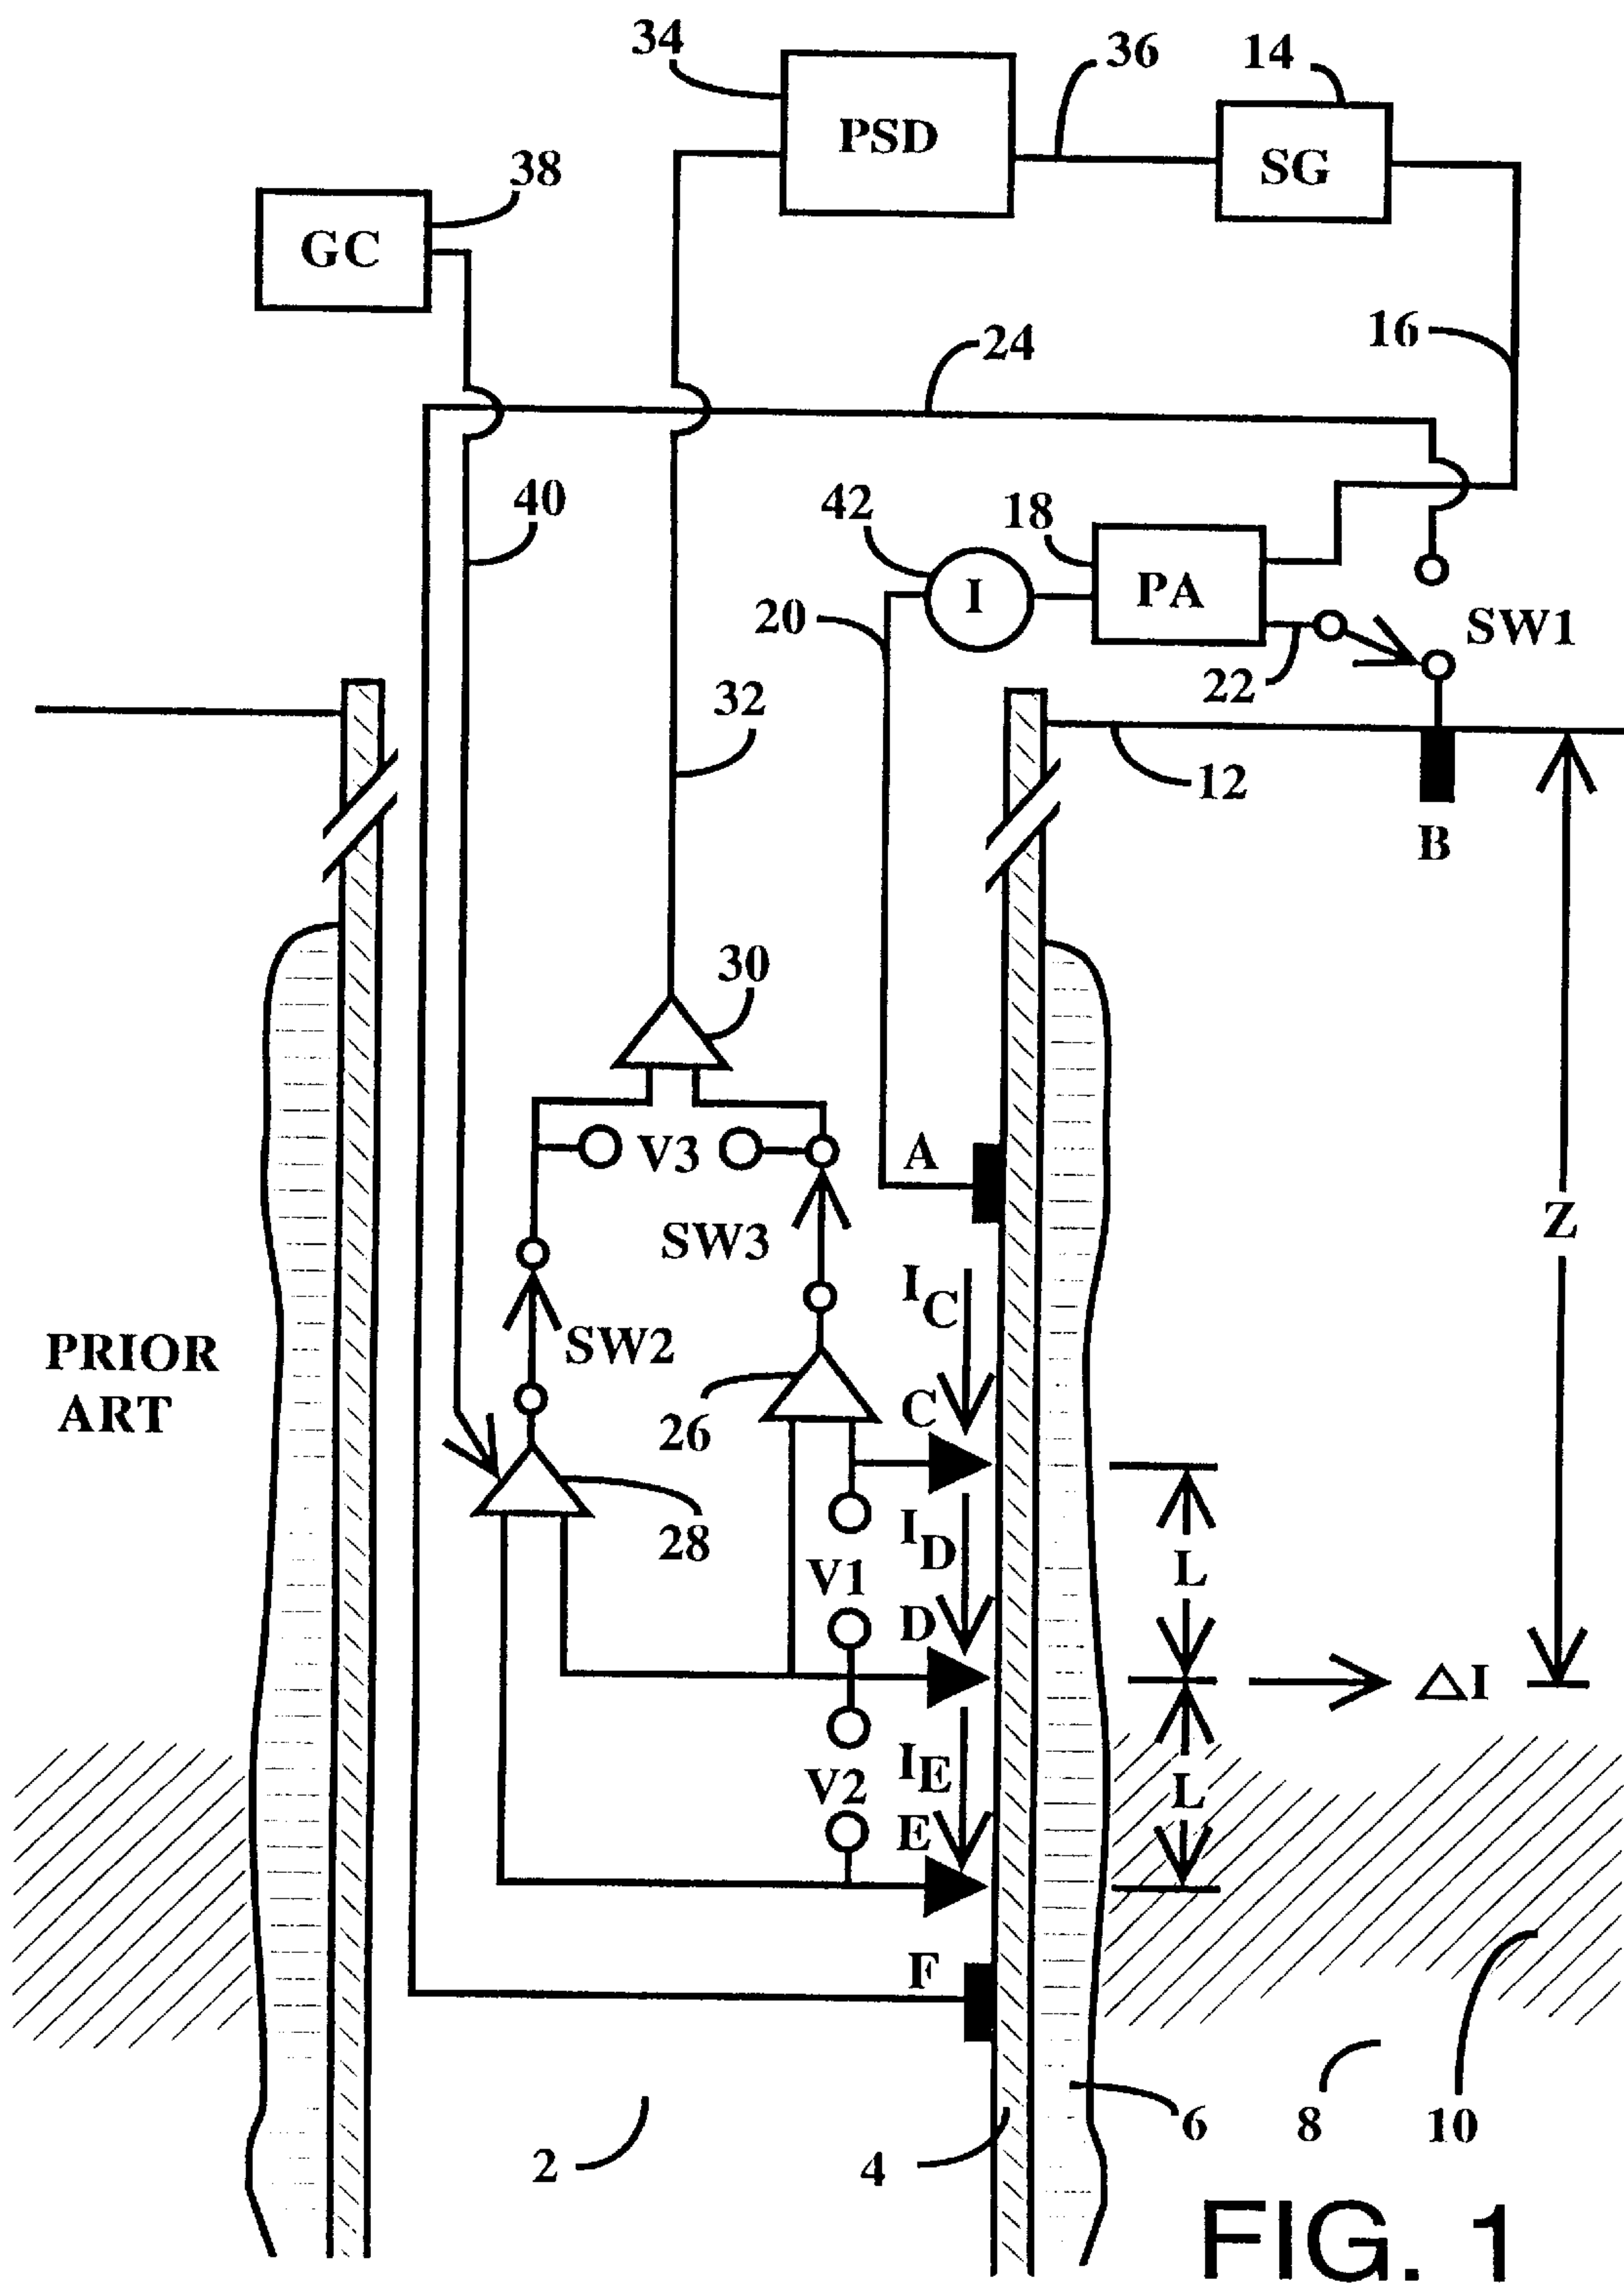 34
PSD
36
14
SG
38
GC
24
16
40
42
18
I
PA
20
SW1
22
32
12
B
30
A
V3
Z
SW3
I C
SW2
PRIOR
ART
C
26
28
I D
V1
L
D
△I
I E
V2
L
E
F
10
8
6
2
4
FIG. 1